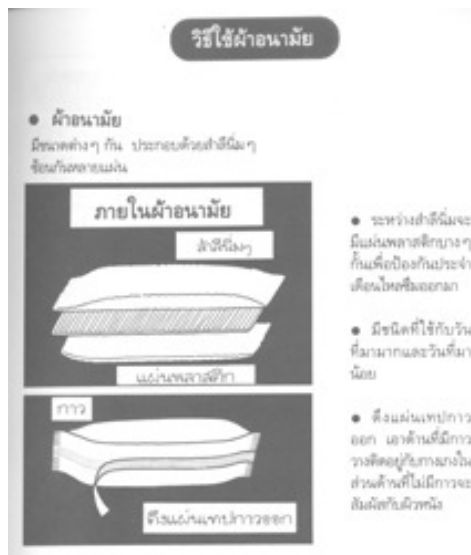 วิธีใช้ผ้าอนามัย
● ผ้าอนามัย
มีขนาดต่างๆ กัน ประกอบด้วยสำลีนิ่มๆ
ซ้อนกันหลายแผ่น
ภายในผ้าอนามัย
สำลีนิ่มๆ
แผ่นพลาสติก
● ระหว่างสำลีนิ่มจะ
มีแผ่นพลาสติกบางๆ
กั้นเพื่อป้องกันประจำ
เดือนไหลซึมออกมา
● มีชนิดที่ใช้กับวัน
ที่มามากและวันที่มา
น้อย
กาว
ดึงแผ่นเทปกาวออก
● ดึงแผ่นเทปกาว
ออก เอาด้านที่มีกาว
วางติดอยู่กับกางเกงใน
ส่วนด้านที่ไม่มีกาวจะ
สัมผัสกับผิวหนัง